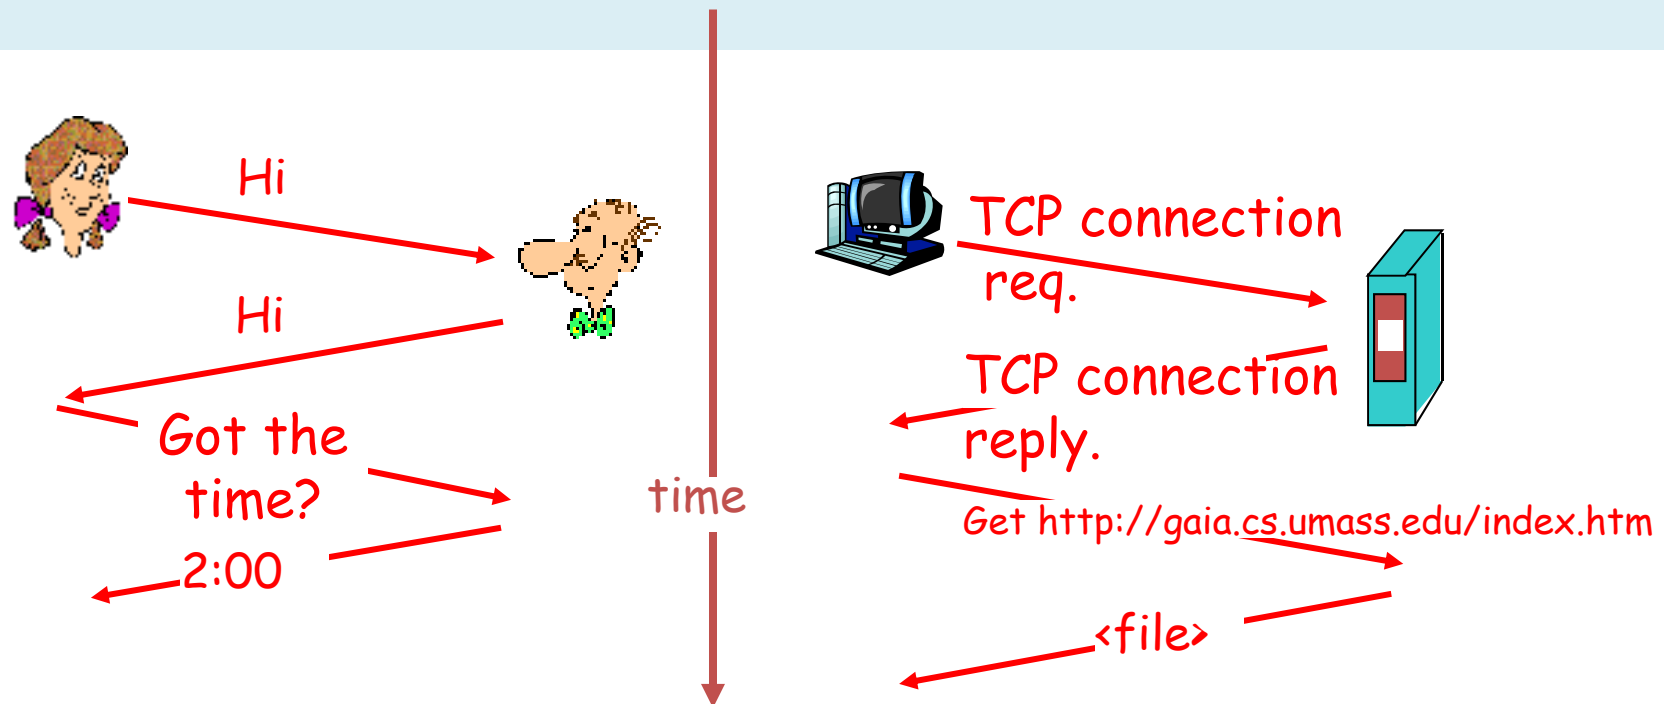 Hi
Hi
Got the
time?
2:00
time
TCP connection
req.
TCP connection
reply.
Get http://gaia.cs.umass.edu/index.htm
<file>